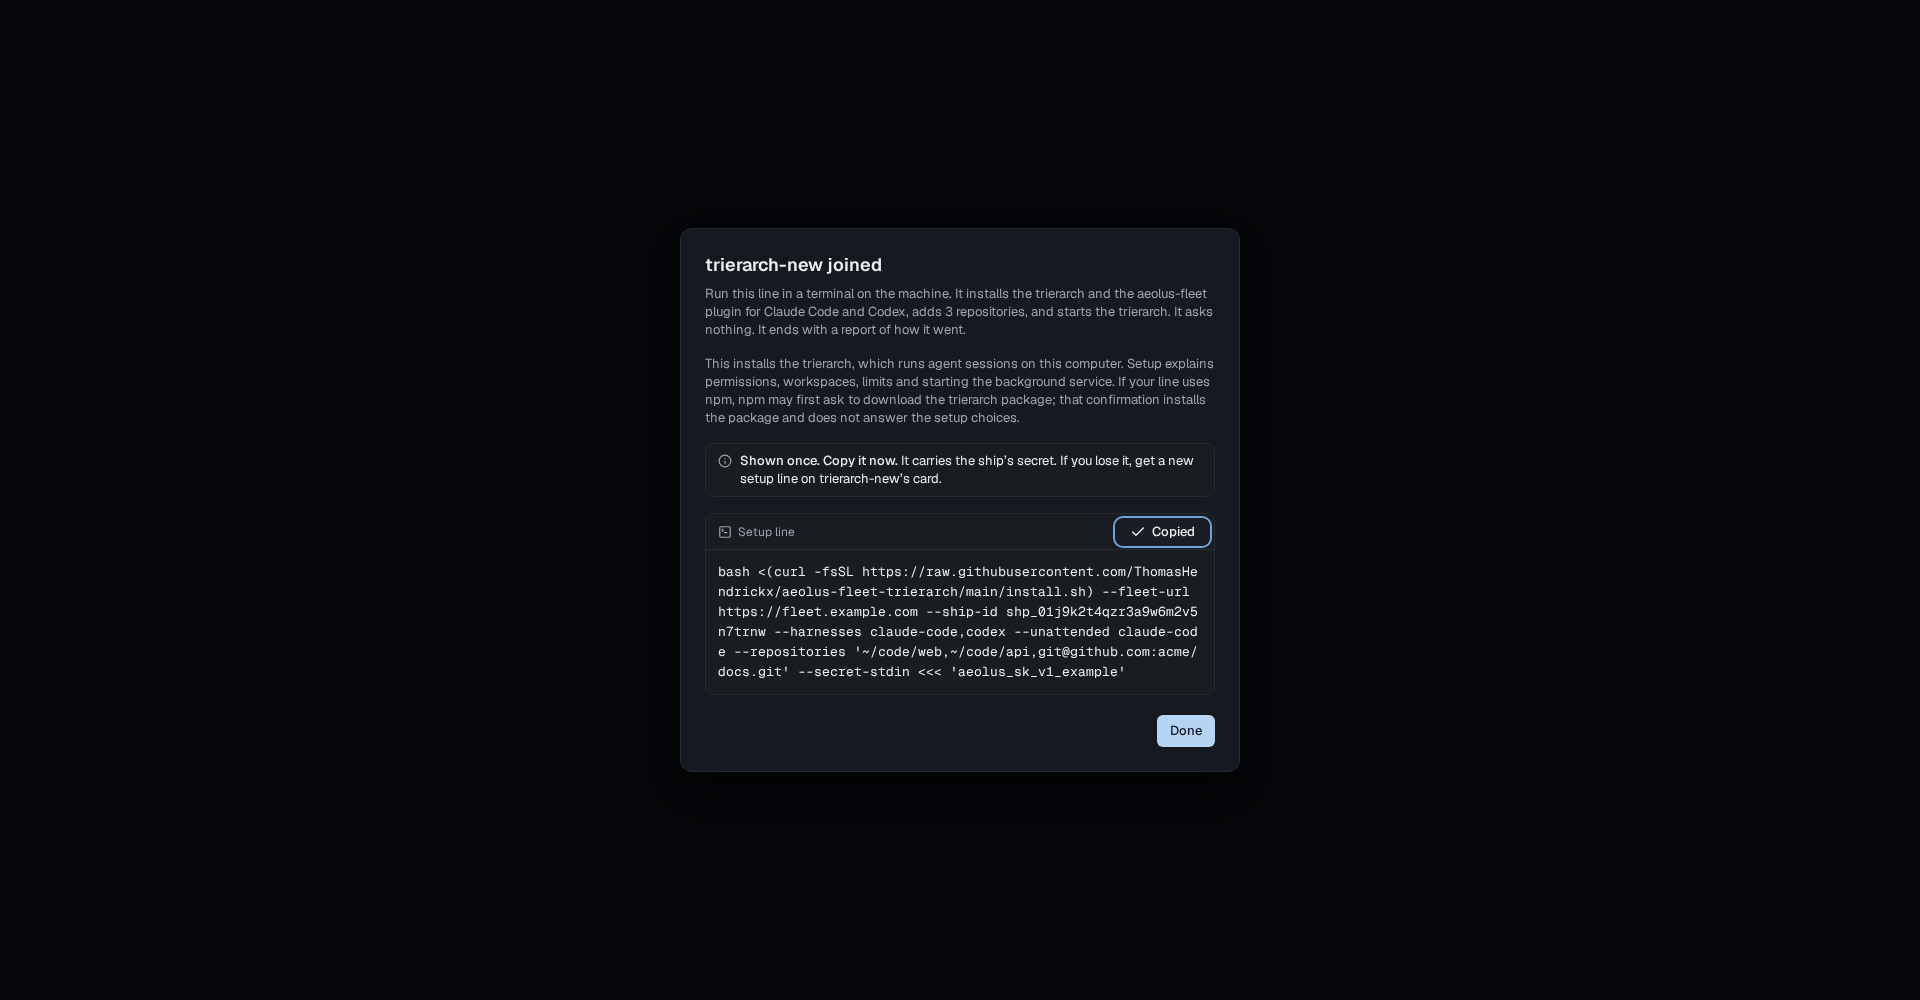 trierarch-new joined
Run this line in a terminal on the machine. It installs the trierarch and the aeolus-fleet
plugin for Claude Code and Codex, adds 3 repositories, and starts the trierarch. It asks
nothing. It ends with a report of how it went.
This installs the trierarch, which runs agent sessions on this computer. Setup explains
permissions, workspaces, limits and starting the background service. If your line uses
npm, npm may first ask to download the trierarch package; that confirmation installs
the package and does not answer the setup choices.
Shown once. Copy it now. It carries the ship's secret. If you lose it, get a new
setup line on trierarch-new's card.
Setup line
Copied
bash <(curl -fsSL https://raw.githubusercontent.com/ThomasHe
ndrickx/aeolus-fleet-trierarch/main/install.sh) --fleet-url
https://fleet.example.com --ship-id shp_01j9k2t4qzr3a9w6m2v5
n7trnw --harnesses claude-code,codex --unattended claude-cod
e --repositories '~/code/web,~/code/api,git@github.com:acme/
docs.git' --secret-stdin <<< 'aeolus_sk_v1_example'
Done